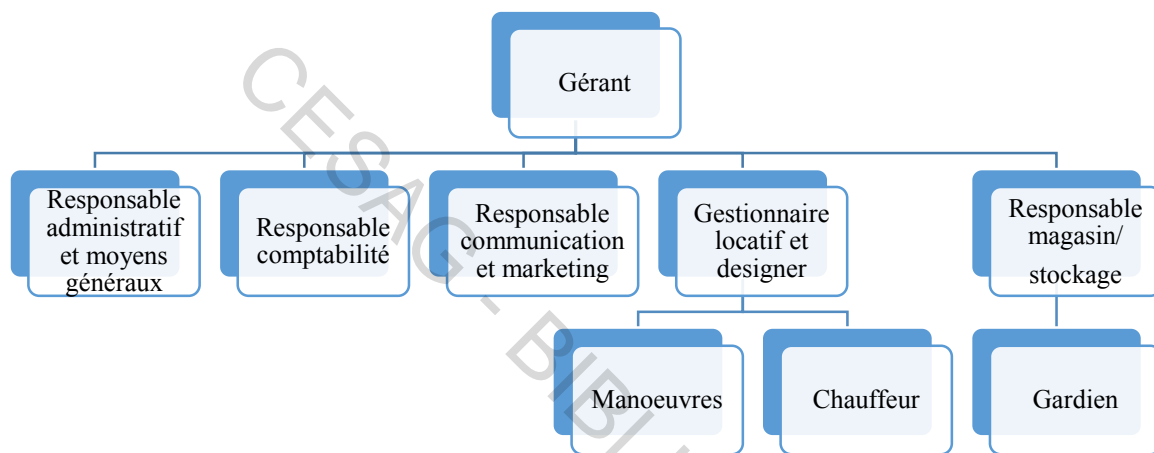 Gérant
Responsable
administratif
et moyens
généraux
Responsable
comptabilité
Responsable
communication
et marketing
Gestionnaire
locatif et
designer
Responsable
magasin/
stockage
Manoeuvres
Chauffeur
Gardien
CESAG - BIBLI